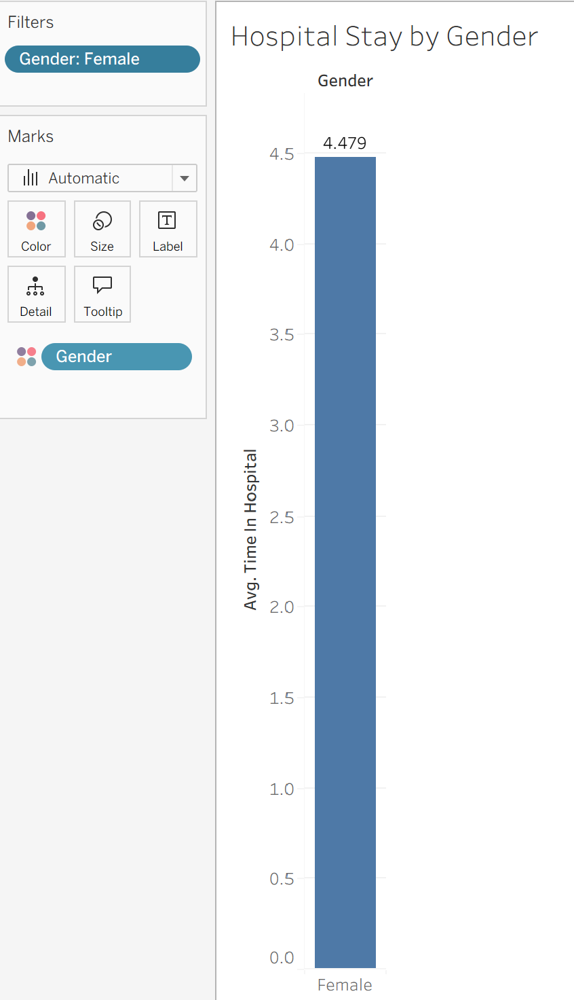 Filters
Gender: Female
Marks
Automatic
Color
Size
Label
Detail
Tooltip
Gender
Hospital Stay by Gender
Gender
4.479
4.5
4.0
3.5
3.0
2.5
2.0
1.5
1.0
0.5
0.0
Avg. Time In Hospital
Female